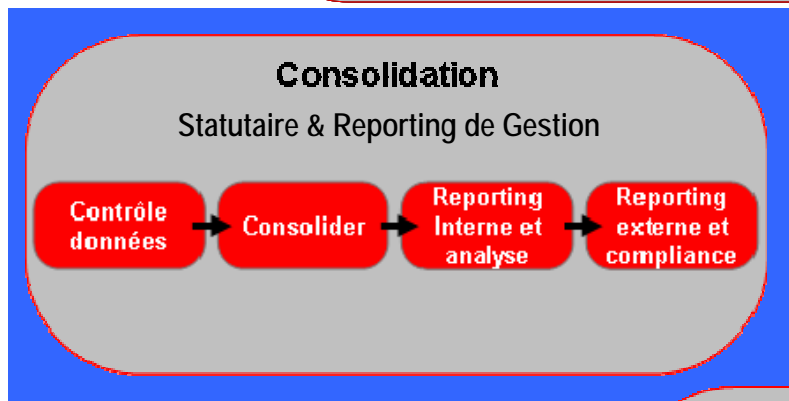 Consolidation
Statutaire & Reporting de Gestion
Contrôle
données
Consolider
Reporting
Interne et
analyse
Reporting
externe et
compliance